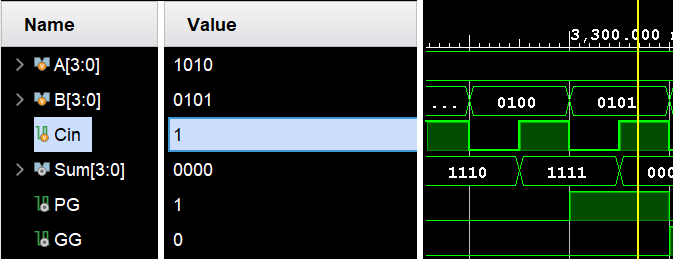 Name Value
3,300.000
A[3:0] 1010
B[3:0] 0101 ... 0100 0101
Cin 1
Sum[3:0] 0000 1110 1111 000
PG 1
GG 0